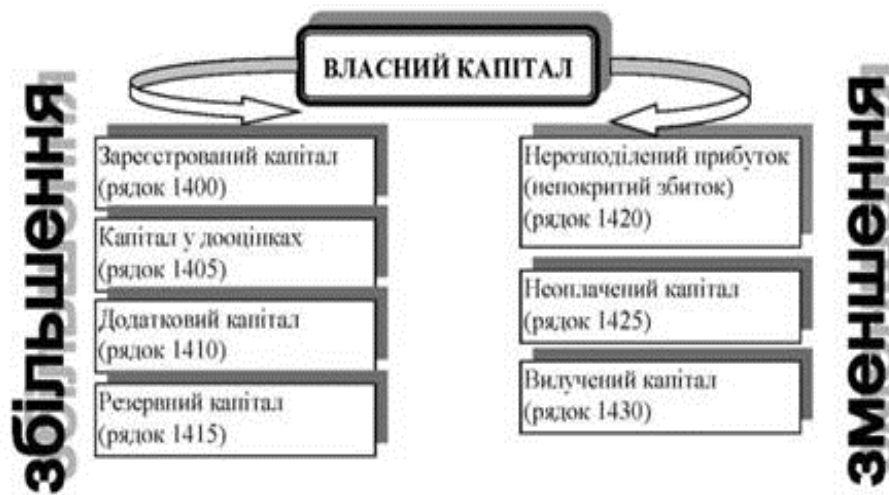 ВЛАСНИЙ КАПІТАЛ
збільшення
Зареєстрований капітал
(рядок 1400)
Капітал у дооцінках
(рядок 1405)
Додатковий капітал
(рядок 1410)
Резервний капітал
(рядок 1415)
Нерозподілений прибуток
(непокритий збиток)
(рядок 1420)
Неоплачений капітал
(рядок 1425)
Вилучений капітал
(рядок 1430)
зменшення